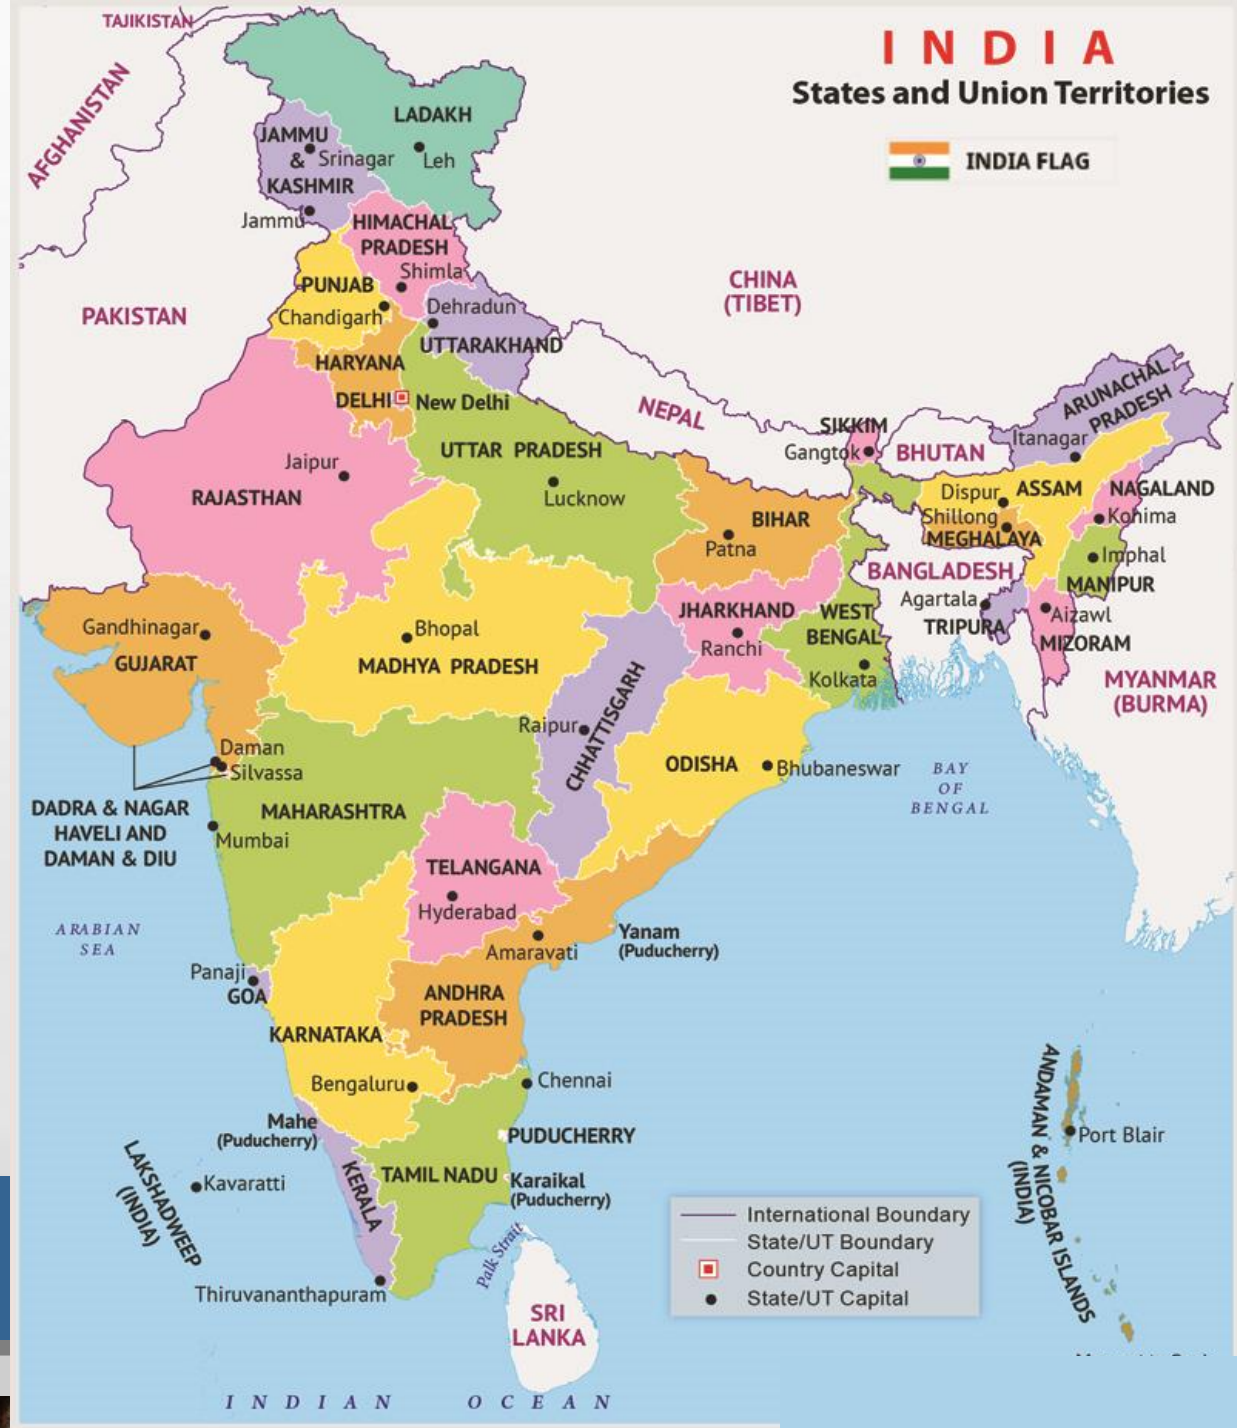 INDIA
States and Union Territories
INDIA FLAG
TAJIKISTAN
AFGHANISTAN
LADAKH
Leh
JAMMU
&
KASHMIR
Srinagar
Jammu
HIMACHAL
PRADESH
Shimla
PUNJAB
Chandigarh
Dehradun
UTTARAKHAND
PAKISTAN
CHINA
(TIBET)
HARYANA
DELHI
New Delhi
NEPAL
UTTAR PRADESH
Lucknow
Jaipur
RAJASTHAN
SIKKIM
Gangtok
BHUTAN
ARUNACHAL
PRADESH
Itanagar
Dispur
ASSAM
NAGALAND
Kohima
Shillong
MEGHALAYA
Imphal
MANIPUR
BIHAR
Patna
BANGLADESH
Agartala
TRIPURA
Aizawl
MIZORAM
MYANMAR
(BURMA)
JHARKHAND
Ranchi
WEST
BENGAL
Kolkata
Gandhinagar
GUJARAT
Bhopal
MADHYA PRADESH
Raipur
CHHATTISGARH
ODISHA
Bhubaneswar
BAY
OF
BENGAL
Daman
Silvassa
DADRA & NAGAR
HAVELI AND
DAMAN & DIU
MAHARASHTRA
Mumbai
TELANGANA
Hyderabad
ARABIAN
SEA
Amaravati
Yanam
(Puducherry)
Panaji
GOA
ANDHRA
PRADESH
KARNATAKA
Bengaluru
Chennai
Mahe
(Puducherry)
PUDUCHERRY
KERALA
TAMIL NADU
Karaikal
(Puducherry)
LAKSHADWEEP
(INDIA)
Kavaratti
Thiruvananthapuram
Palk Strait
SRI
LANKA
ANDAMAN & NICOBAR ISLANDS
(INDIA)
Port Blair
International Boundary
State/UT Boundary
Country Capital
State/UT Capital
INDIAN OCEAN